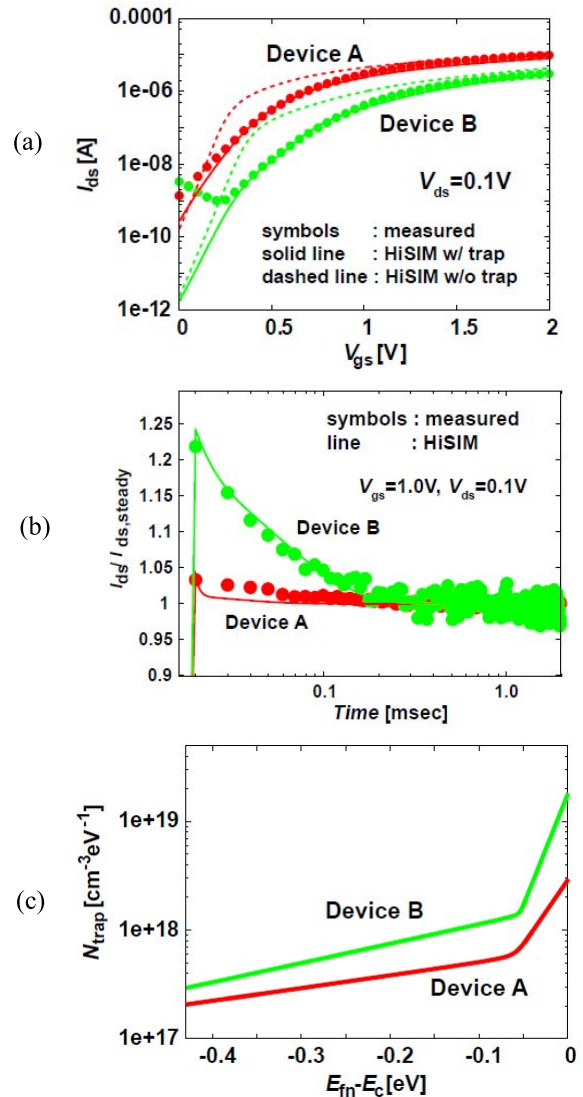 (a)
0.0001
1e-06
1e-08
1e-10
1e-12
Ids [A]
Device A
Device B
Vds=0.1V
symbols : measured
solid line : HiSIM w/ trap
dashed line : HiSIM w/o trap
0 0.5 1 1.5 2
Vgs [V]
(b)
1.25
1.2
1.15
1.1
1.05
1
0.95
0.9
Ids/ I ds,steady
symbols : measured
line : HiSIM
Vgs=1.0V, Vds=0.1V
Device B
Device A
0.1 1.0
Time [msec]
(c)
1e+19
1e+18
1e+17
Ntrap [cm-3eV-1]
Device B
Device A
-0.4 -0.3 -0.2 -0.1 0
Efn-Ec [eV]